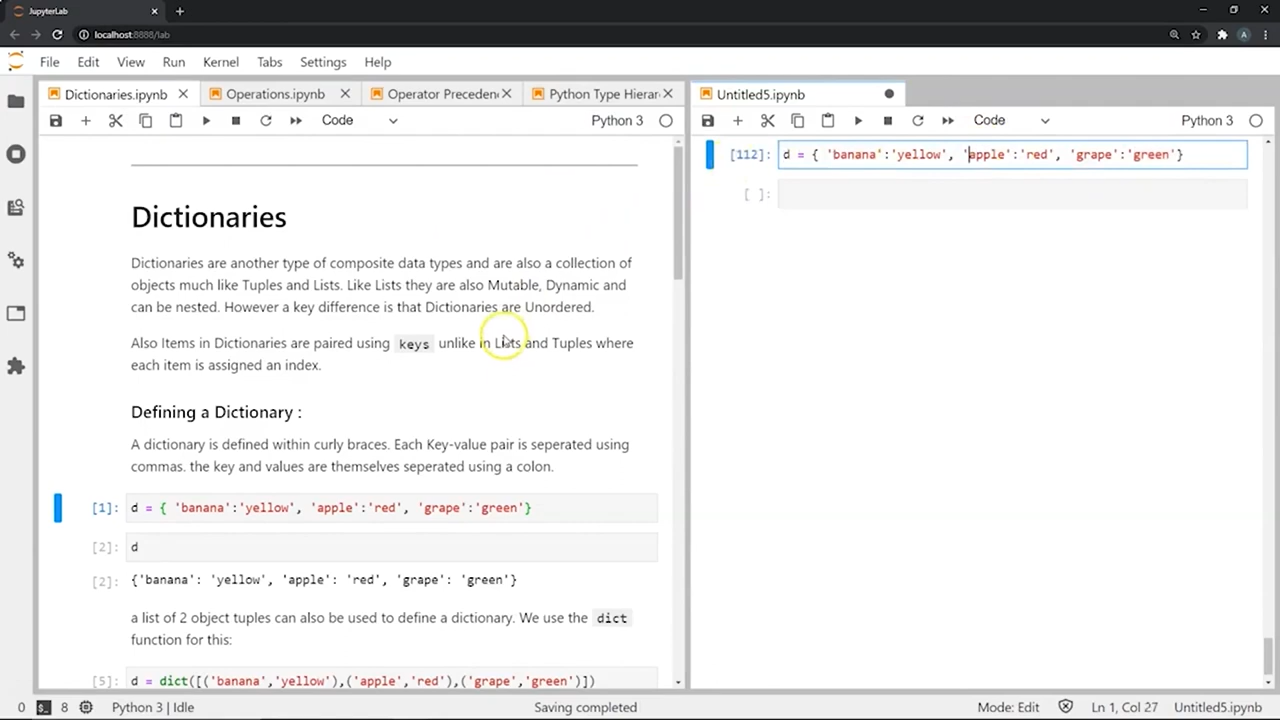 JupyterLab
localhost:8888/lab
A
File Edit View Run Kernel Tabs Settings Help
Dictionaries.ipynb Operations.ipynb Operator Preceden Python Type Hierar
Code Python 3
Dictionaries
Dictionaries are another type of composite data types and are also a collection of
objects much like Tuples and Lists. Like Lists they are also Mutable, Dynamic and
can be nested. However a key difference is that Dictionaries are Unordered.
Also Items in Dictionaries are paired using keys unlike in Lists and Tuples where
each item is assigned an index.
Defining a Dictionary :
A dictionary is defined within curly braces. Each Key-value pair is seperated using
commas. the key and values are themselves seperated using a colon.
[1]: d = { 'banana':'yellow', 'apple':'red', 'grape':'green'}
[2]: d
[2]: {'banana': 'yellow', 'apple': 'red', 'grape': 'green'}
a list of 2 object tuples can also be used to define a dictionary. We use the dict
function for this:
[5]: d = dict([('banana','yellow'),('apple','red'),('grape','green')])
Untitled5.ipynb
Code Python 3
[112]: d = { 'banana':'yellow', 'apple':'red', 'grape':'green'}
[ ]:
0 8 Python 3 | Idle Saving completed Mode: Edit Ln 1, Col 27 Untitled5.ipynb